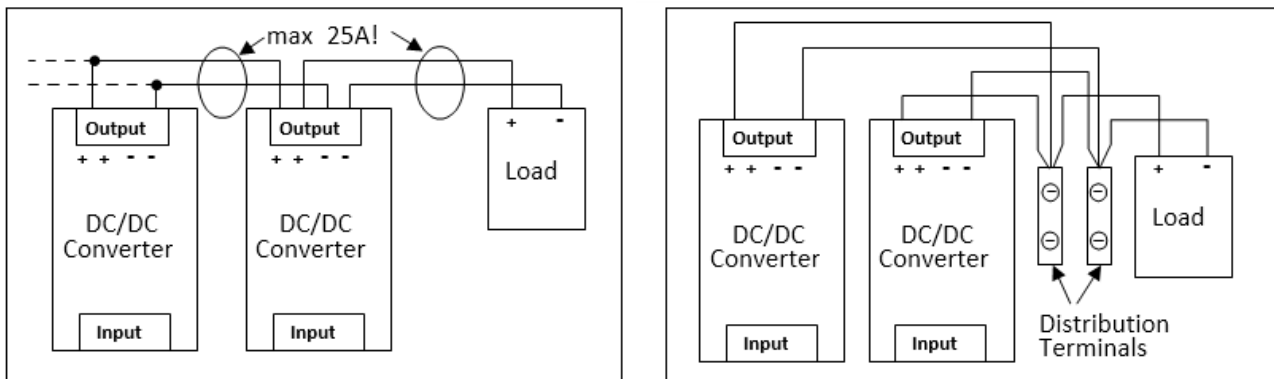 max 25A!
Output
+ + - -
DC/DC
Converter
Input
Output
+ + - -
DC/DC
Converter
Input
+ -
Load
Output
+ + - -
DC/DC
Converter
Input
Output
+ + - -
DC/DC
Converter
Input
+ -
Load
Distribution
Terminals